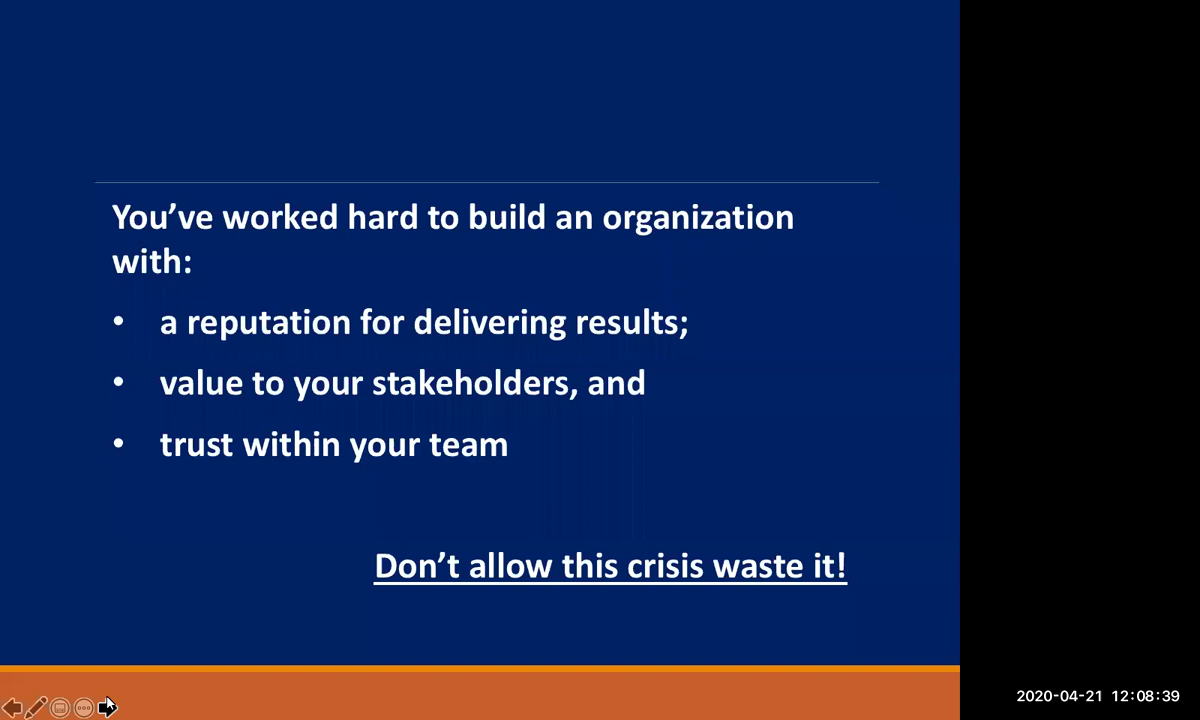 You’ve worked hard to build an organization
with:
• a reputation for delivering results;
• value to your stakeholders, and
• trust within your team
Don’t allow this crisis waste it!
2020-04-21 12:08:39